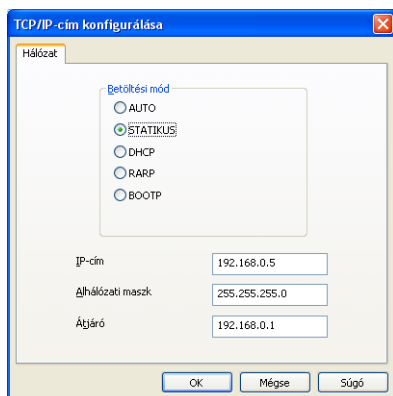 TCP/IP-cím konfigurálása
Hálózat
Betöltési mód
AUTO
STATIKUS
DHCP
RARP
BOOTP
IP-cím 192.168.0.5
Alhálózati maszk 255.255.255.0
Átjáró 192.168.0.1
OK Mégse Súgó